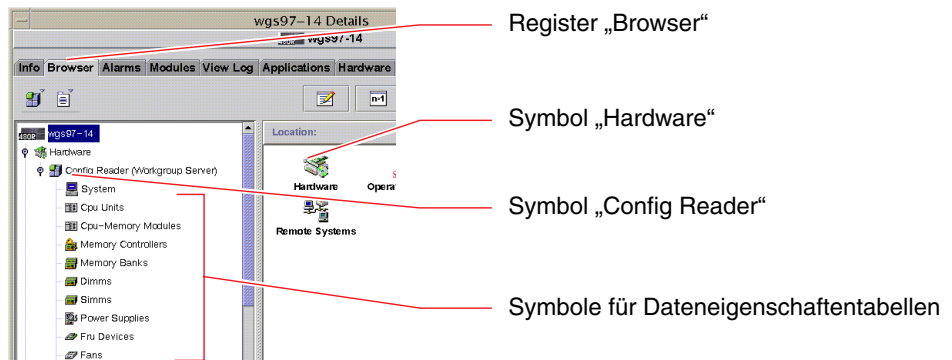 wgs97-14 Details
wgs97-14
Info Browser Alarms Modules View Log Applications Hardware
n-1
480R wgs97-14
Location:
Hardware
Config Reader (Workgroup Server)
System
Cpu Units
Cpu-Memory Modules
Memory Controllers
Memory Banks
Dimms
Simms
Power Supplies
Fru Devices
Fans
Hardware
Remote Systems
Register „Browser“
Symbol „Hardware“
Symbol „Config Reader“
Symbole für Dateneigenschaftentabellen